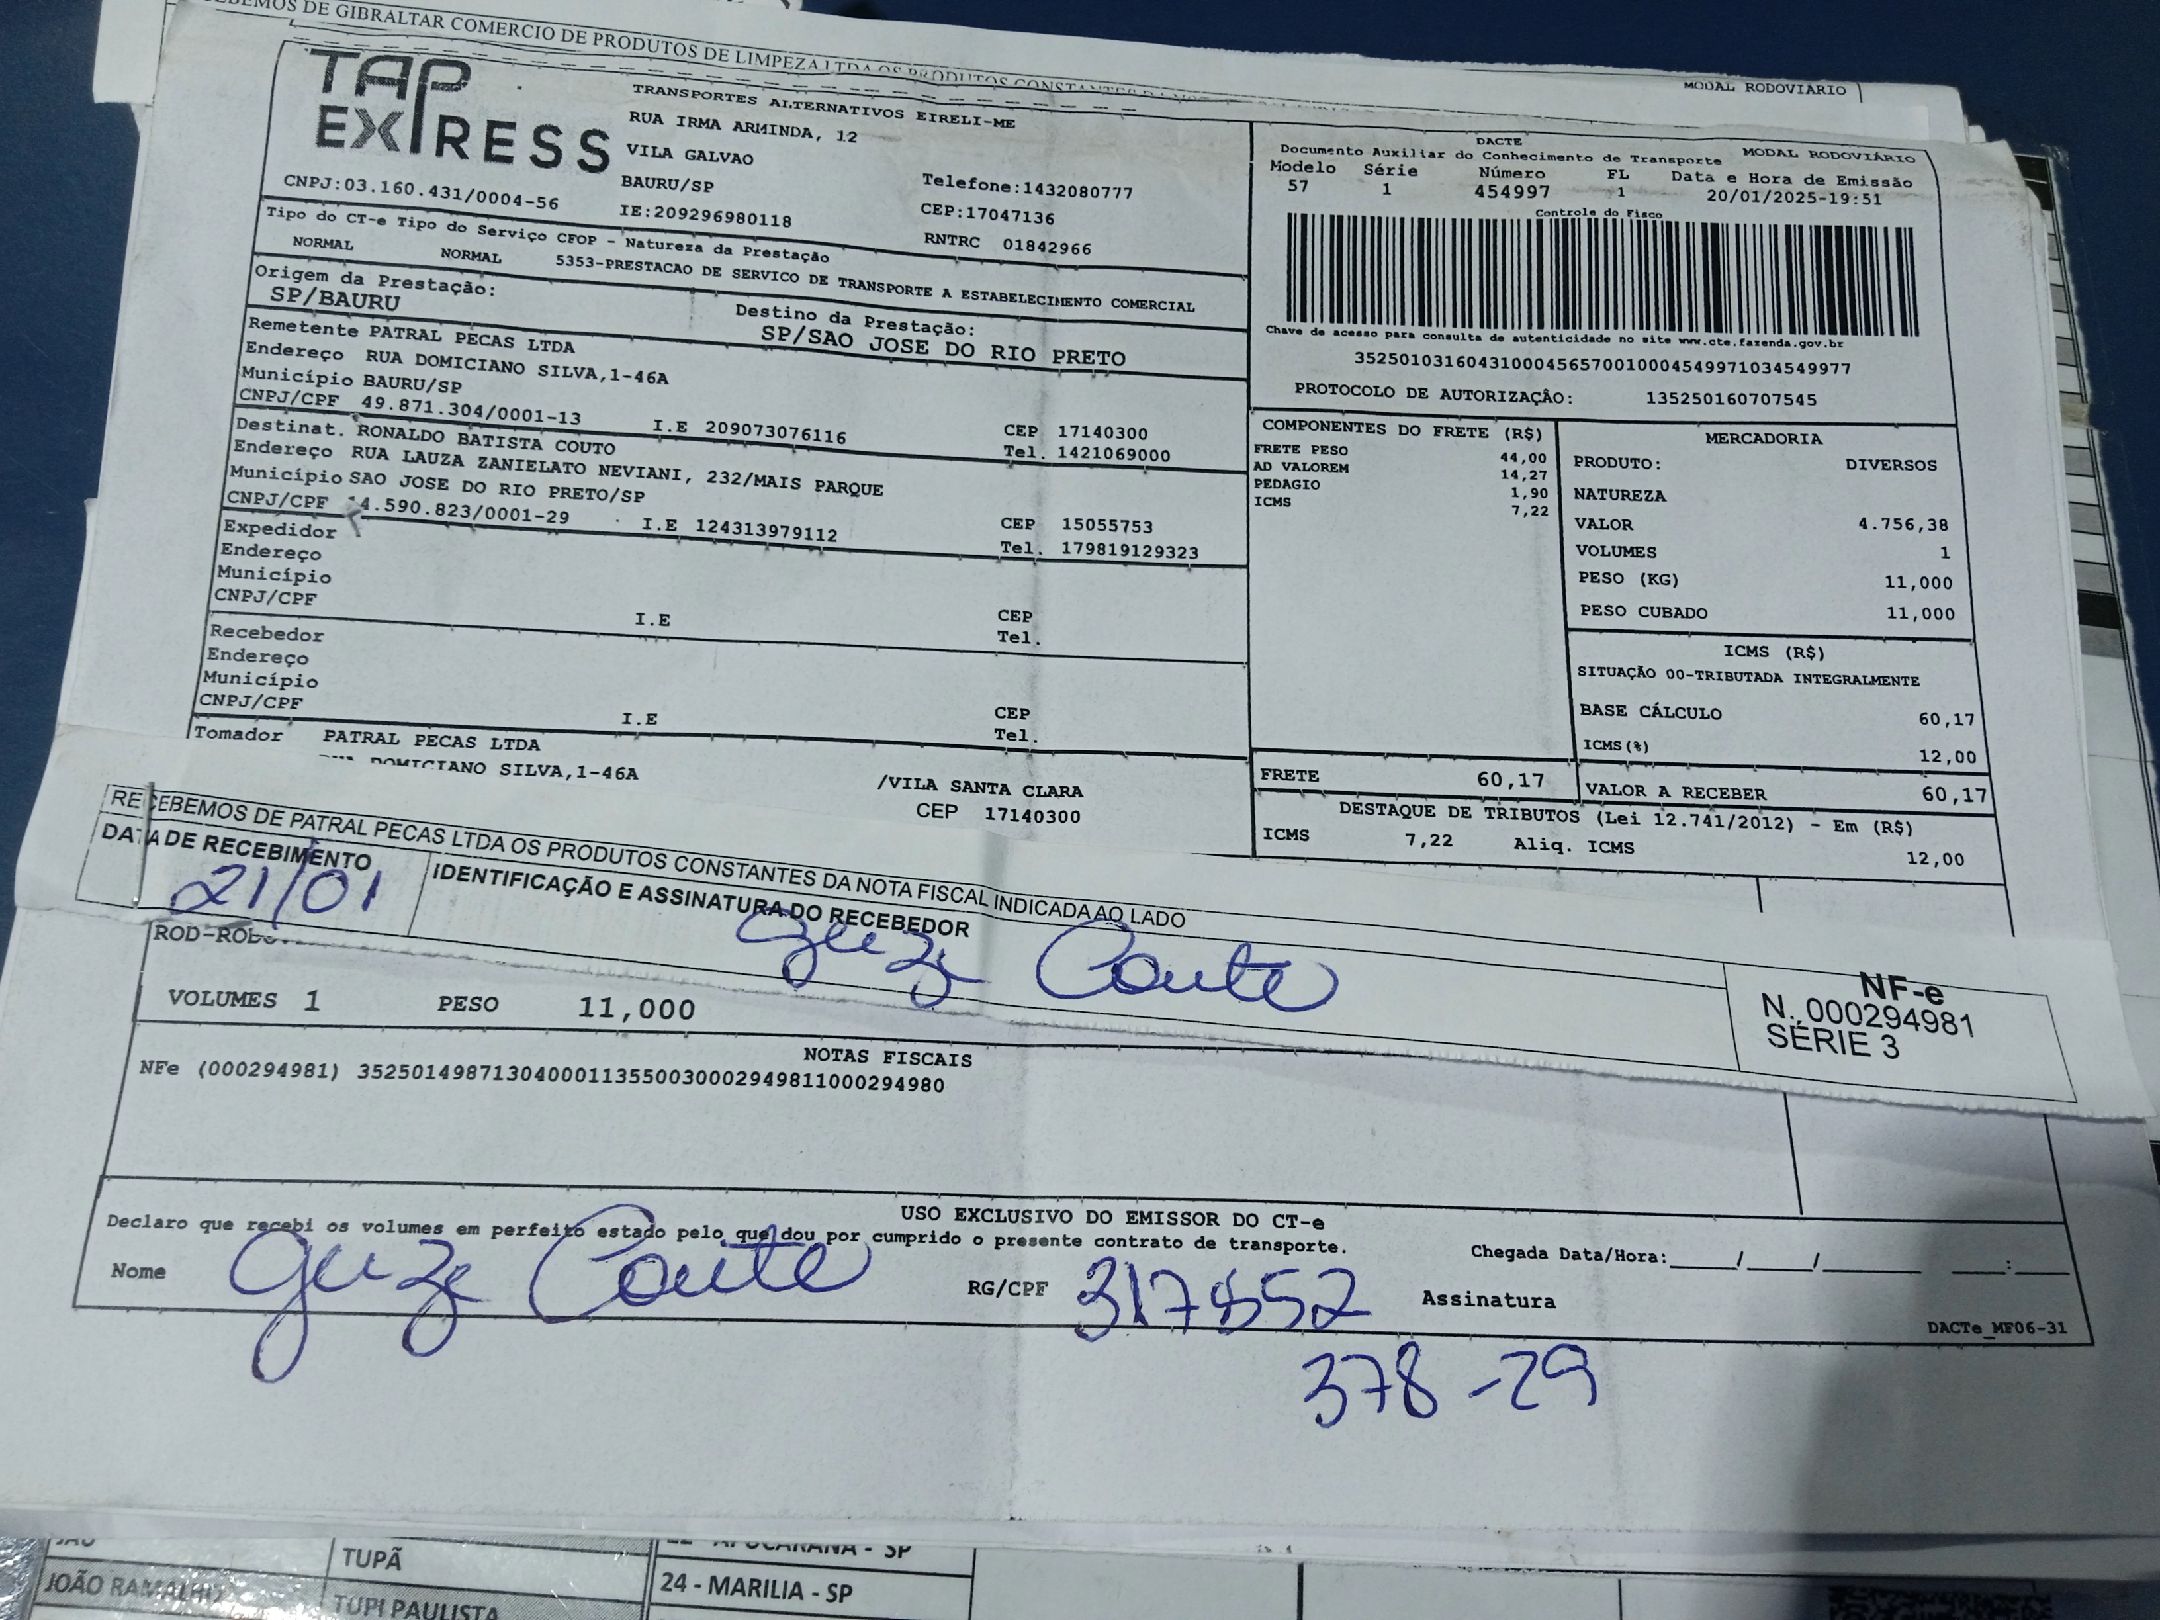 EBEMOS DE GIBRALTAR COMERCIO DE PRODUTOS DE LIMPEZA LTDA OS PRODUTOS
MODAL RODOVIARIO
TAP EXPRESS
CNPJ:03.160.431/0004-56
TRANSPORTES ALTERNATIVOS EIRELI-ME
RUA IRMA ARMINDA, 12
VILA GALVAO
BAURU/SP Telefone:1432080777
IE:209296980118 CEP:17047136
RNTRC 01842966
DACTE
Documento Auxiliar do Conhecimento de Transporte MODAL RODOVIÁRIO
Modelo Série Número FL Data e Hora de Emissão
57 1 454997 1 20/01/2025-19:51
Controle do Fisco
Chave de acesso para consulta de autenticidade no site www.cte.fazenda.gov.br
35250103160431000456570010004549971034549977
PROTOCOLO DE AUTORIZAÇÂO: 135250160707545
Tipo do CT-e Tipo do Serviço CFOP - Natureza da Prestação
NORMAL NORMAL 5353-PRESTACAO DE SERVICO DE TRANSPORTE A ESTABELECIMENTO COMERCIAL
Origem da Prestação: Destino da Prestação:
SP/BAURU SP/SAO JOSE DO RIO PRETO
Remetente PATRAL PECAS LTDA
Endereço RUA DOMICIANO SILVA,1-46A
Município BAURU/SP CEP 17140300
CNPJ/CPF 49.871.304/0001-13 I.E 209073076116 Tel. 1421069000
Destinat. RONALDO BATISTA COUTO
Endereço RUA LAUZA ZANIELATO NEVIANI, 232/MAIS PARQUE
Município SAO JOSE DO RIO PRETO/SP CEP 15055753
CNPJ/CPF 4.590.823/0001-29 I.E 124313979112 Tel. 179819129323
Expedidor
Endereço
Município CEP
CNPJ/CPF I.E Tel.
Recebedor
Endereço
Município CEP
CNPJ/CPF I.E Tel.
Tomador PATRAL PECAS LTDA
DOMICIANO SILVA,1-46A /VILA SANTA CLARA
CEP 17140300
COMPONENTES DO FRETE (R$)
FRETE PESO 44,00
AD VALOREM 14,27
PEDAGIO 1,90
ICMS 7,22
MERCADORIA
PRODUTO: DIVERSOS
NATUREZA
VALOR 4.756,38
VOLUMES 1
PESO (KG) 11,000
PESO CUBADO 11,000
ICMS (R$)
SITUAÇÃO 00-TRIBUTADA INTEGRALMENTE
BASE CÁLCULO 60,17
ICMS(%) 12,00
FRETE 60,17 VALOR A RECEBER 60,17
DESTAQUE DE TRIBUTOS (Lei 12.741/2012) - Em (R$)
ICMS 7,22 Aliq. ICMS 12,00
RECEBEMOS DE PATRAL PECAS LTDA OS PRODUTOS CONSTANTES DA NOTA FISCAL INDICADA AO LADO
DATA DE RECEBIMENTO IDENTIFICAÇÃO E ASSINATURA DO RECEBEDOR
21/01
NF-e
N. 000294981
SÉRIE 3
VOLUMES 1 PESO 11,000
NOTAS FISCAIS
NFe (000294981) 35250149871304000113550030002949811000294980
USO EXCLUSIVO DO EMISSOR DO CT-e
Declaro que recebi os volumes em perfeito estado pelo que dou por cumprido o presente contrato de transporte.
Chegada Data/Hora:____/____/______ ___:___
Nome RG/CPF 317852 Assinatura
378-29
DACTe_MF06-31
TUPÃ
JOÃO RAMALHO TUPI PAULISTA 24 - MARILIA - SP